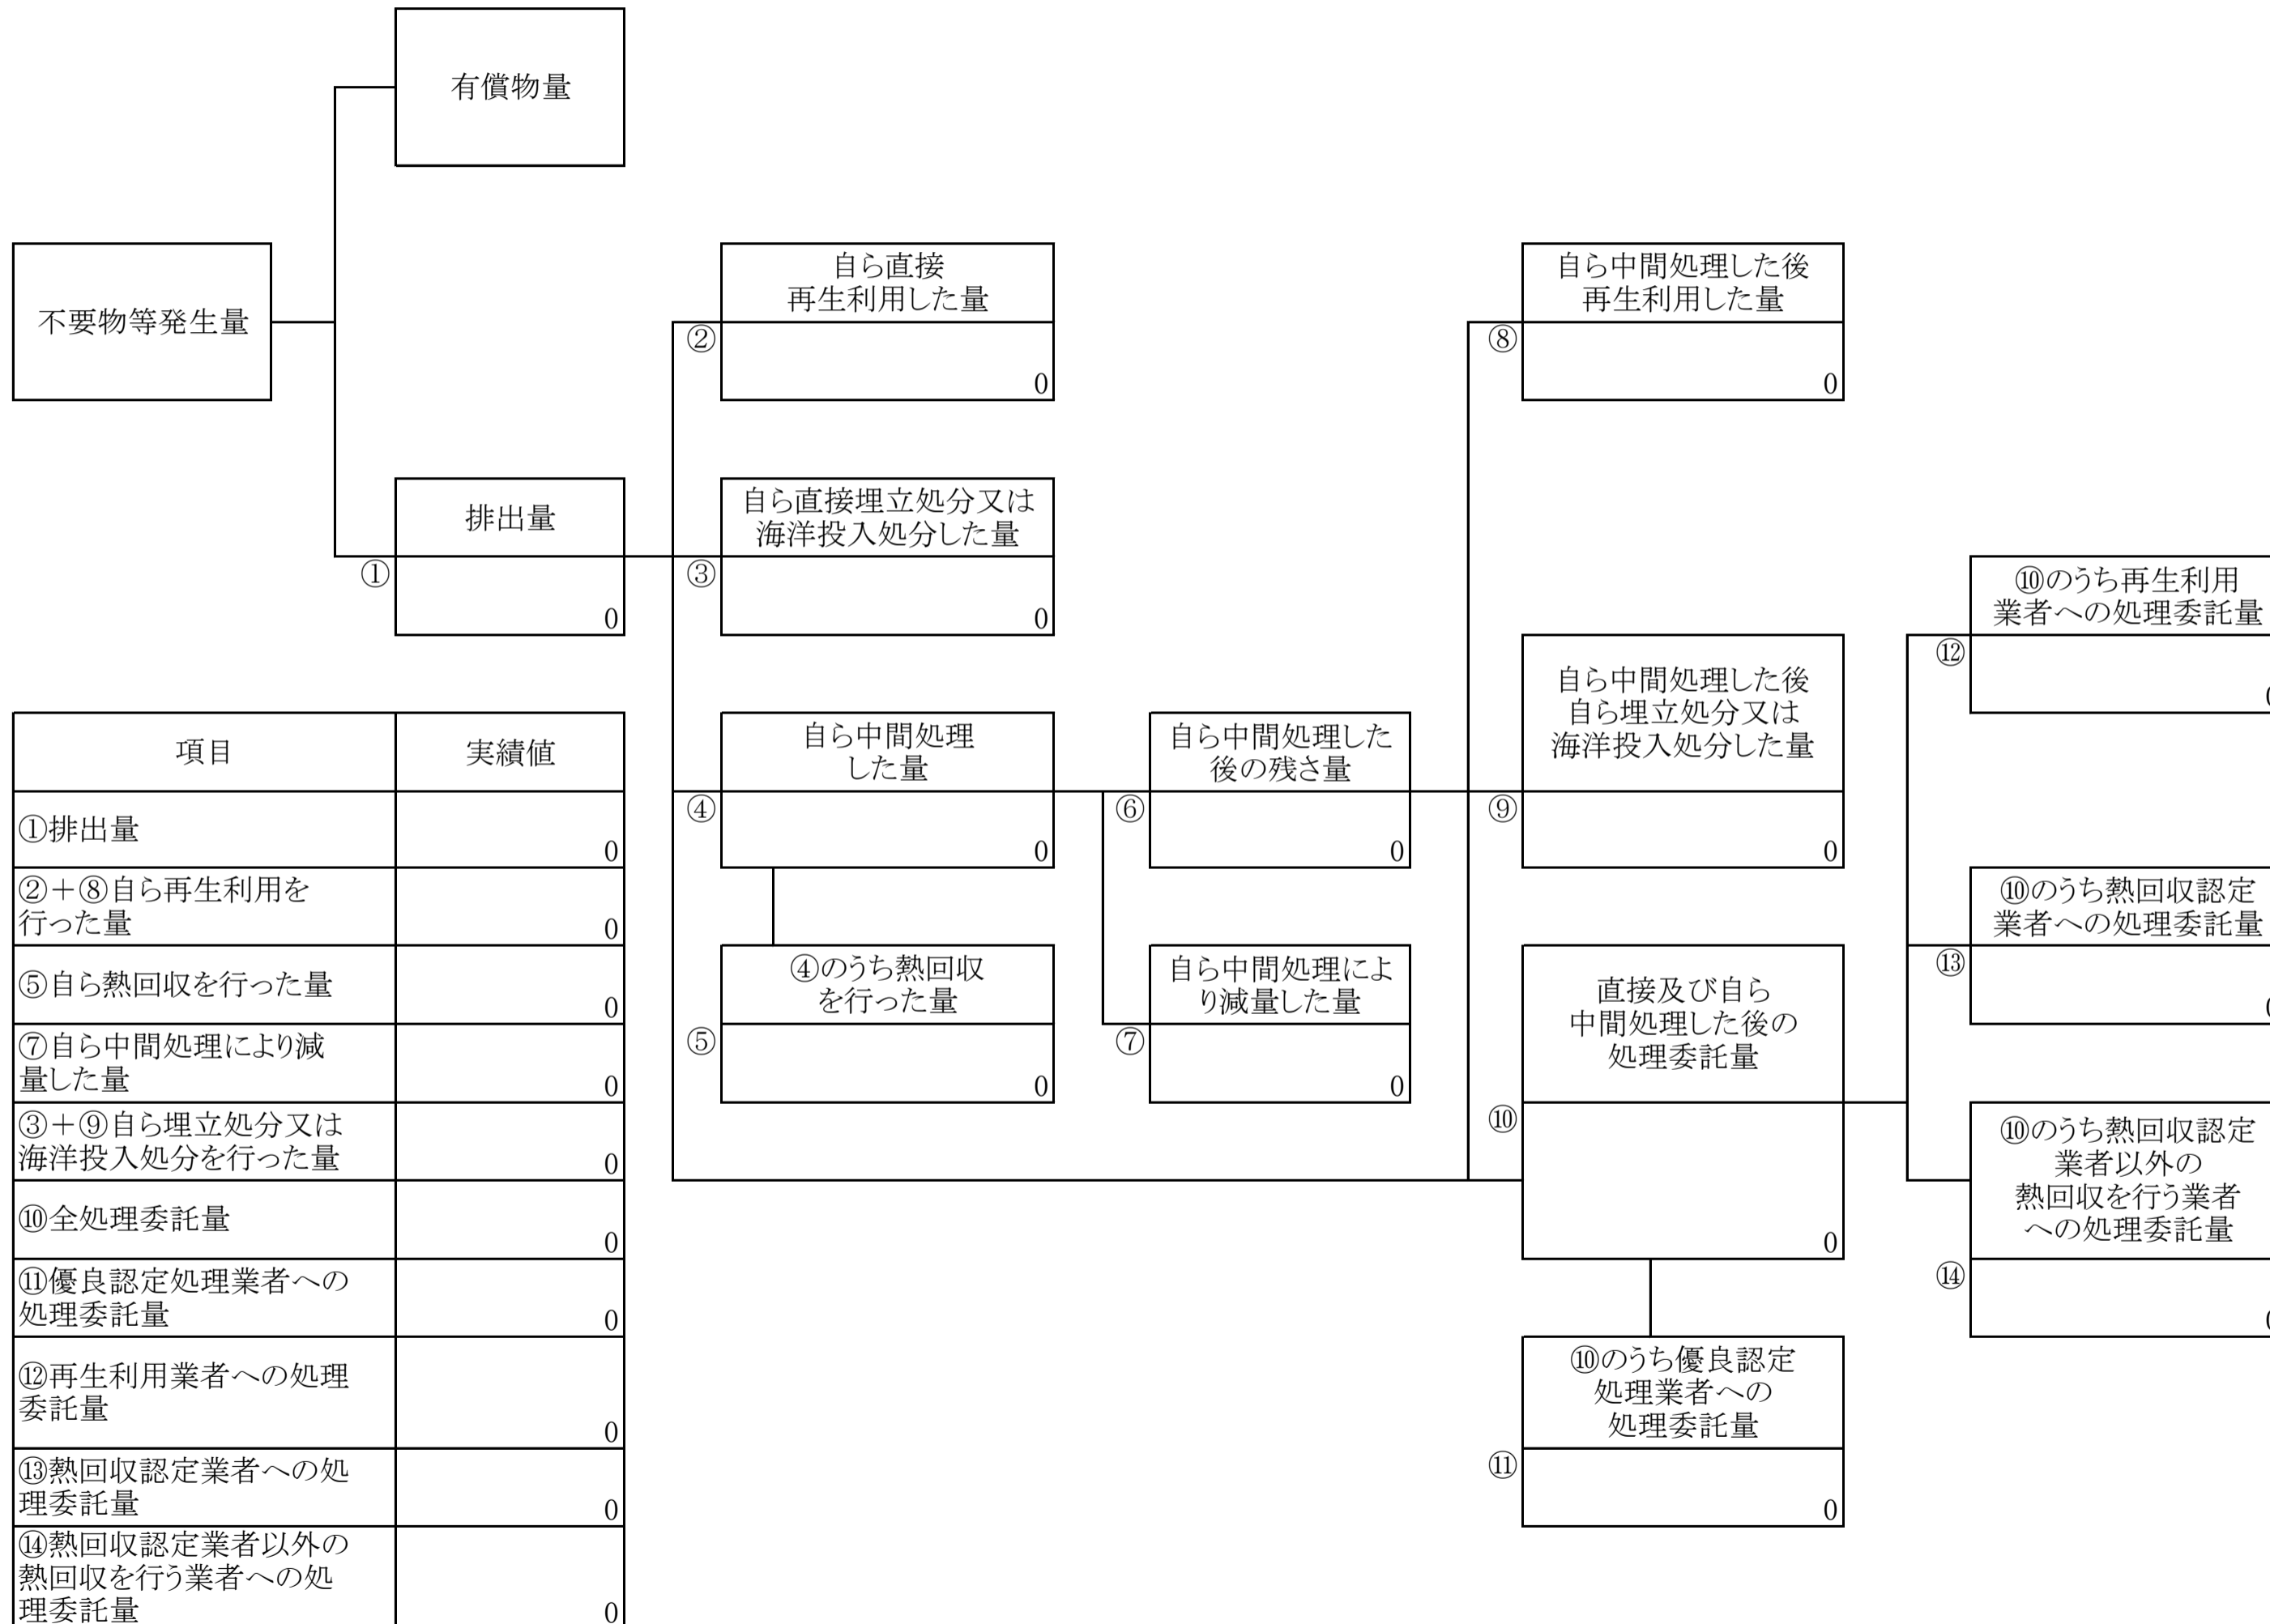 有償物量
不要物等発生量
自ら直接
再生利用した量
②
0
自ら中間処理した後
再生利用した量
⑧
0
排出量
①
0
自ら直接埋立処分又は
海洋投入処分した量
③
0
⑩のうち再生利用
業者への処理委託量
⑫
0
自ら中間処理した後
自ら埋立処分又は
海洋投入処分した量
⑨
0
自ら中間処理
した量
④
0
自ら中間処理した
後の残さ量
⑥
0
⑩のうち熱回収認定
業者への処理委託量
⑬
0
④のうち熱回収
を行った量
⑤
0
自ら中間処理によ
り減量した量
⑦
0
直接及び自ら
中間処理した後の
処理委託量
⑩
0
⑩のうち熱回収認定
業者以外の
熱回収を行う業者
への処理委託量
⑭
0
⑩のうち優良認定
処理業者への
処理委託量
⑪
0
項目 実績値
①排出量
0
②＋⑧自ら再生利用を
行った量
0
⑤自ら熱回収を行った量
0
⑦自ら中間処理により減
量した量
0
③＋⑨自ら埋立処分又は
海洋投入処分を行った量
0
⑩全処理委託量
0
⑪優良認定処理業者への
処理委託量
0
⑫再生利用業者への処理
委託量
0
⑬熱回収認定業者への処
理委託量
0
⑭熱回収認定業者以外の
熱回収を行う業者への処
理委託量
0